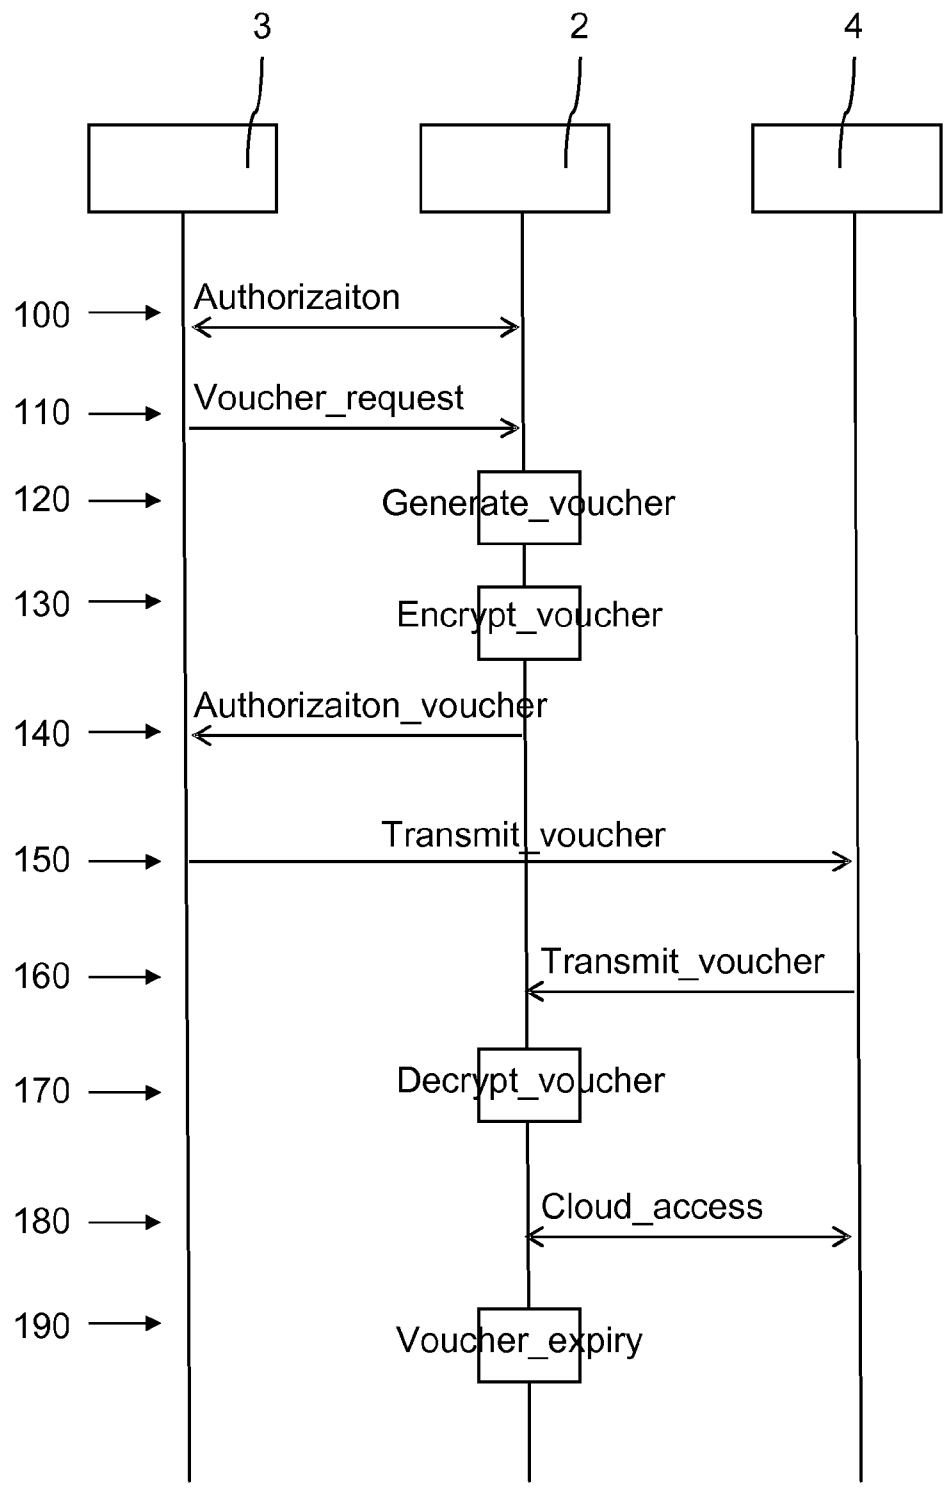 3 2 4
100 Authorizaiton
110 Voucher_request
120 Generate_voucher
130 Encrypt_voucher
140 Authorizaiton_voucher
150 Transmit_voucher
160 Transmit_voucher
170 Decrypt_voucher
180 Cloud_access
190 Voucher_expiry